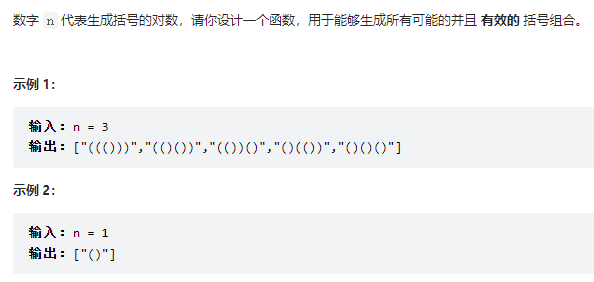 数字 n 代表生成括号的对数，请你设计一个函数，用于能够生成所有可能的并且 有效的 括号组合。
示例 1：
输入：n = 3
输出：["((()))","(()())","(())()","()(())","()()()"]
示例 2：
输入：n = 1
输出：["()"]